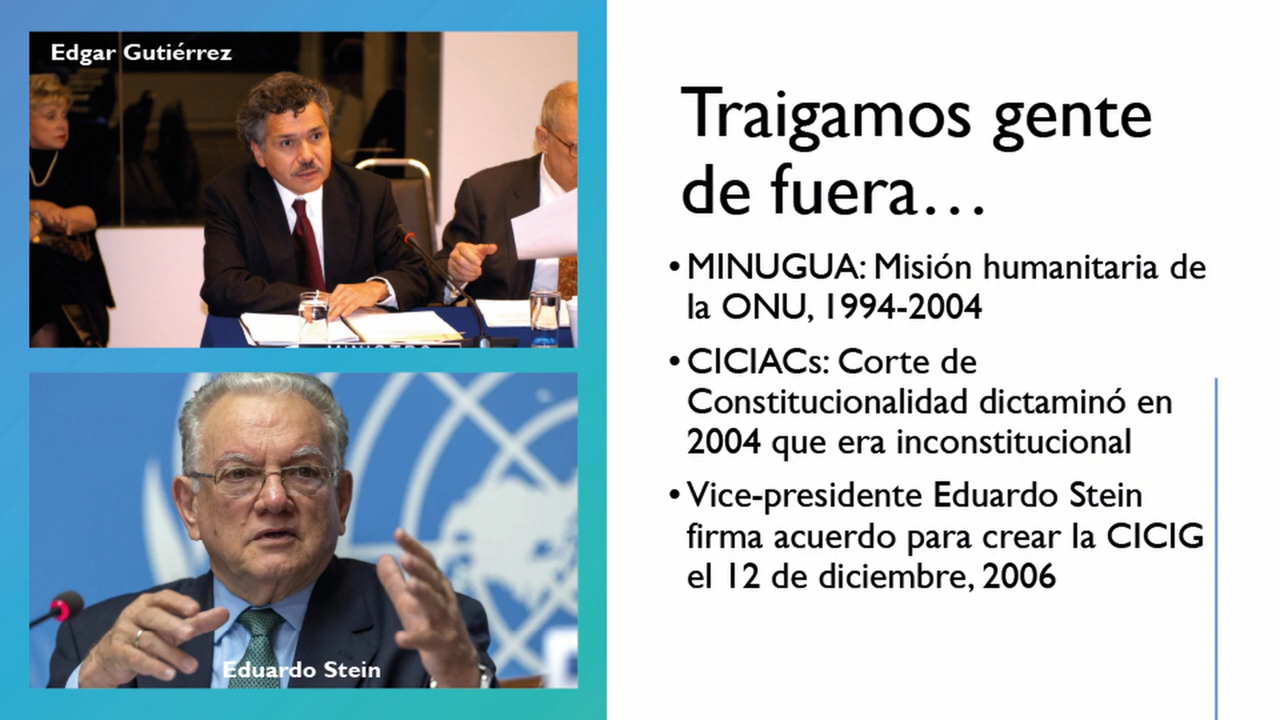 Edgar Gutiérrez
Eduardo Stein
Traigamos gente
de fuera…
•MINUGUA: Misión humanitaria de
la ONU, 1994-2004
•CICIACs: Corte de
Constitucionalidad dictaminó en
2004 que era inconstitucional
•Vice-presidente Eduardo Stein
firma acuerdo para crear la CICIG
el 12 de diciembre, 2006